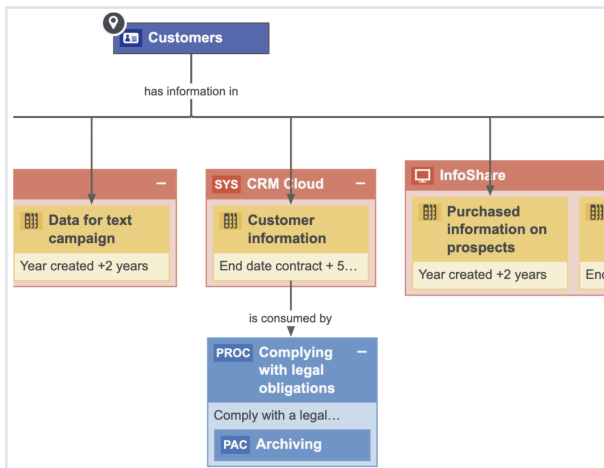 Customers
has information in
SYS CRM Cloud
InfoShare
Data for text
campaign
Year created +2 years
Customer
information
End date contract + 5…
Purchased
information on
prospects
Year created +2 years
is consumed by
PROC Complying
with legal
obligations
Comply with a legal…
PAC Archiving